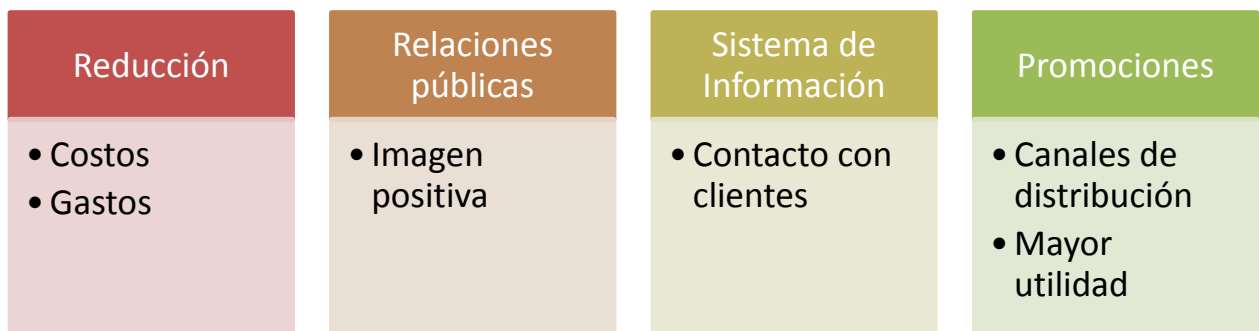 Reducción
• Costos
• Gastos
Relaciones
públicas
• Imagen
positiva
Sistema de
Información
• Contacto con
clientes
Promociones
• Canales de
distribución
• Mayor
utilidad